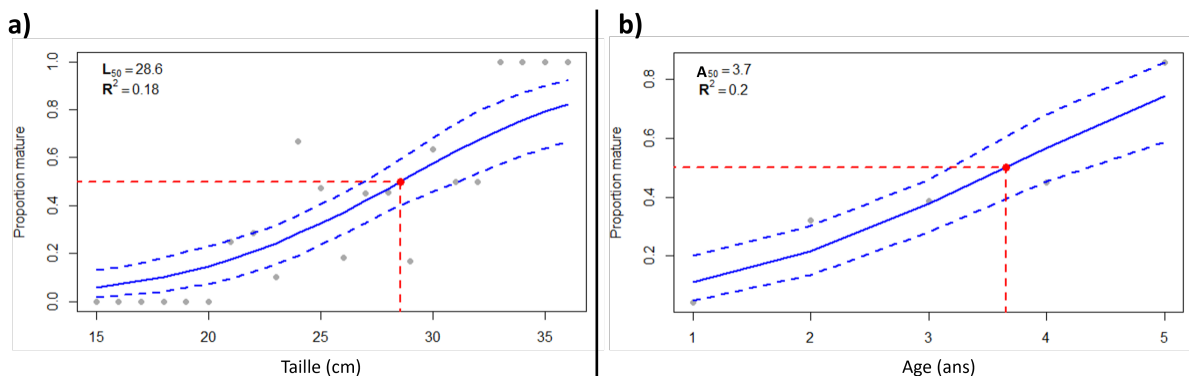 a)
L50 = 28.6
R2 = 0.18
Proportion mature
0.0 0.2 0.4 0.6 0.8 1.0
15 20 25 30 35
Taille (cm)
b)
A50 = 3.7
R2 = 0.2
Proportion mature
0.2 0.4 0.6 0.8
1 2 3 4 5
Age (ans)